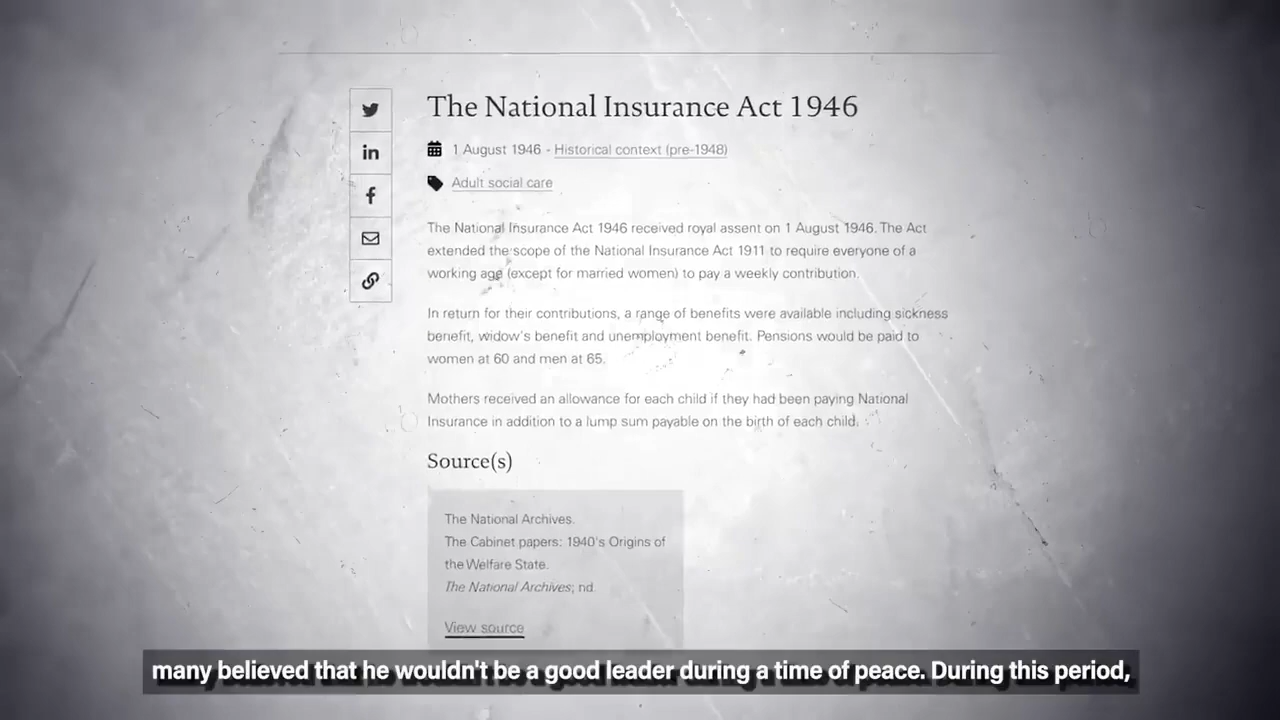 The National Insurance Act 1946
1 August 1946 - Historical context (pre-1948)
Adult social care
The National Insurance Act 1946 received royal assent on 1 August 1946. The Act
extended the scope of the National Insurance Act 1911 to require everyone of a
working age (except for married women) to pay a weekly contribution.
In return for their contributions, a range of benefits were available including sickness
benefit, widow's benefit and unemployment benefit. Pensions would be paid to
women at 60 and men at 65.
Mothers received an allowance for each child if they had been paying National
Insurance in addition to a lump sum payable on the birth of each child.
Source(s)
The National Archives.
The Cabinet papers: 1940's Origins of
the Welfare State.
The National Archives; nd.
View source
many believed that he wouldn't be a good leader during a time of peace. During this period,